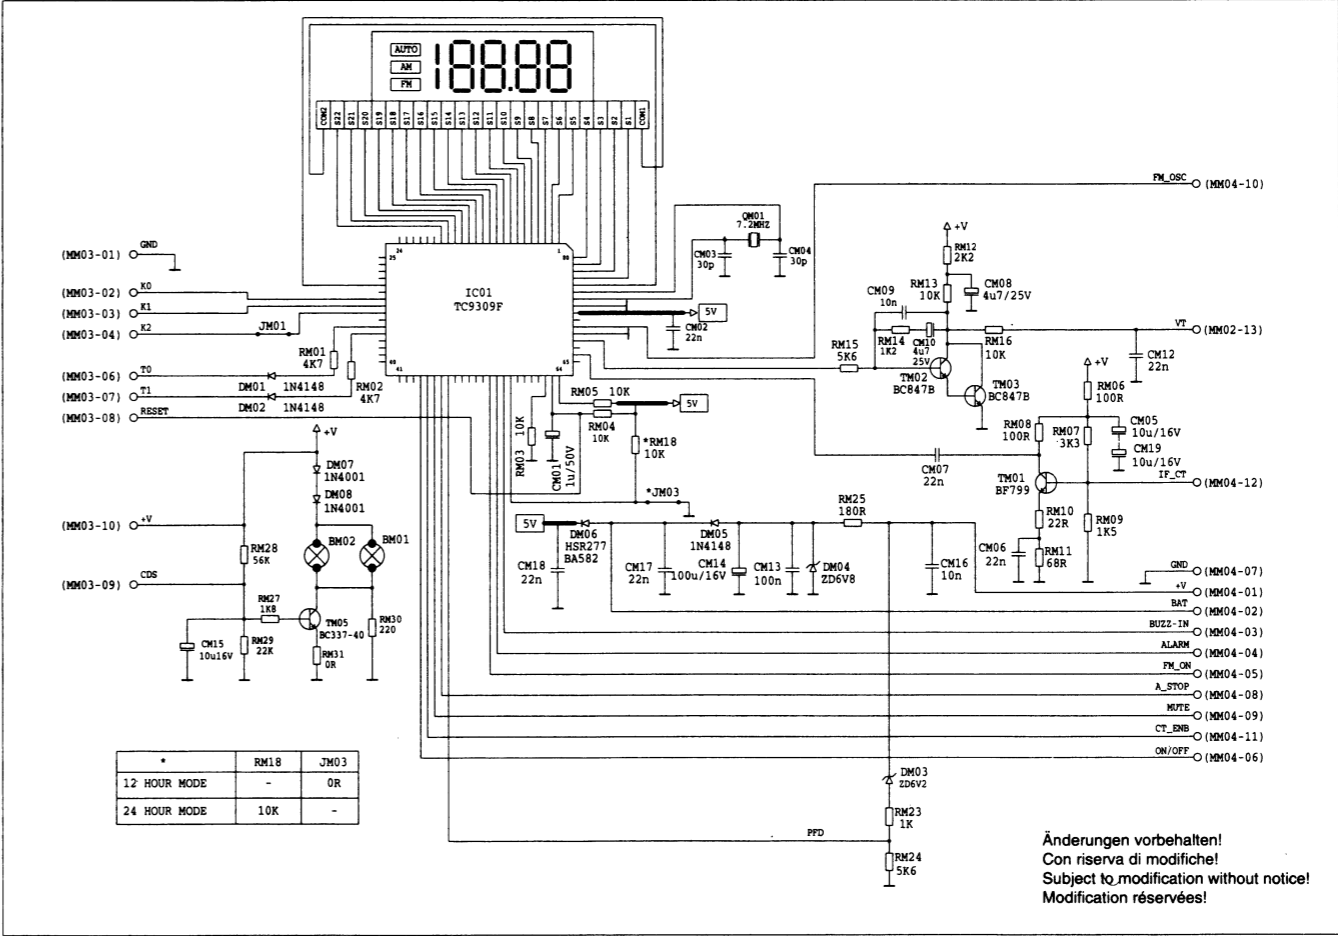 AUTO
AM
FM
188.88
CON2 S22 S21 S20 S19 S18 S17 S16 S15 S14 S13 S12 S11 S10 S9 S8 S7 S6 S5 S4 S3 S2 S1 CON1
FM_OSC (MM04-10)
QM01
7.2MHZ
CM03
30p
CM04
30p
24
25
1
80
IC01
TC9309F
40
41
65
64
(MM03-01) GND
(MM03-02) K0
(MM03-03) K1
(MM03-04) K2
JM01
(MM03-06) T0
(MM03-07) T1
(MM03-08) RESET
DM01 1N4148
DM02 1N4148
RM01
4K7
RM02
4K7
5V
CM02
22n
+V
RM12
2K2
RM13
10K
CM08
4u7/25V
CM09
10n
RM14
1K2
CM10
4u7
25V
RM15
5K6
RM16
10K
VT (MM02-13)
CM12
22n
TM02
BC847B
TM03
BC847B
+V
RM06
100R
RM08
100R
RM07
3K3
CM05
10u/16V
CM19
10u/16V
CM07
22n
TM01
BF799
IF_CT (MM04-12)
RM10
22R
RM09
1K5
CM06
22n
RM11
68R
RM05 10K
5V
RM04
10K
RM03 10K
CM01
1u/50V
*RM18
10K
*JM03
+V
DM07
1N4001
DM08
1N4001
(MM03-10) +V
BM02
BM01
RM28
56K
(MM03-09) CDS
RM27
1K8
TM05
BC337-40
RM30
220
CM15
10u16V
RM29
22K
RM31
0R
5V
DM06
HSR277
BA582
CM18
22n
CM17
22n
DM05
1N4148
CM14
100u/16V
CM13
100n
DM04
ZD6V8
RM25
180R
CM16
10n
GND (MM04-07)
+V (MM04-01)
BAT (MM04-02)
BUZZ-IN (MM04-03)
ALARM (MM04-04)
FM_ON (MM04-05)
A_STOP (MM04-08)
MUTE (MM04-09)
CT_ENB (MM04-11)
ON/OFF (MM04-06)
* RM18 JM03
12 HOUR MODE - 0R
24 HOUR MODE 10K -
DM03
ZD6V2
RM23
1K
PFD
RM24
5K6
Änderungen vorbehalten!
Con riserva di modifiche!
Subject to modification without notice!
Modification réservées!